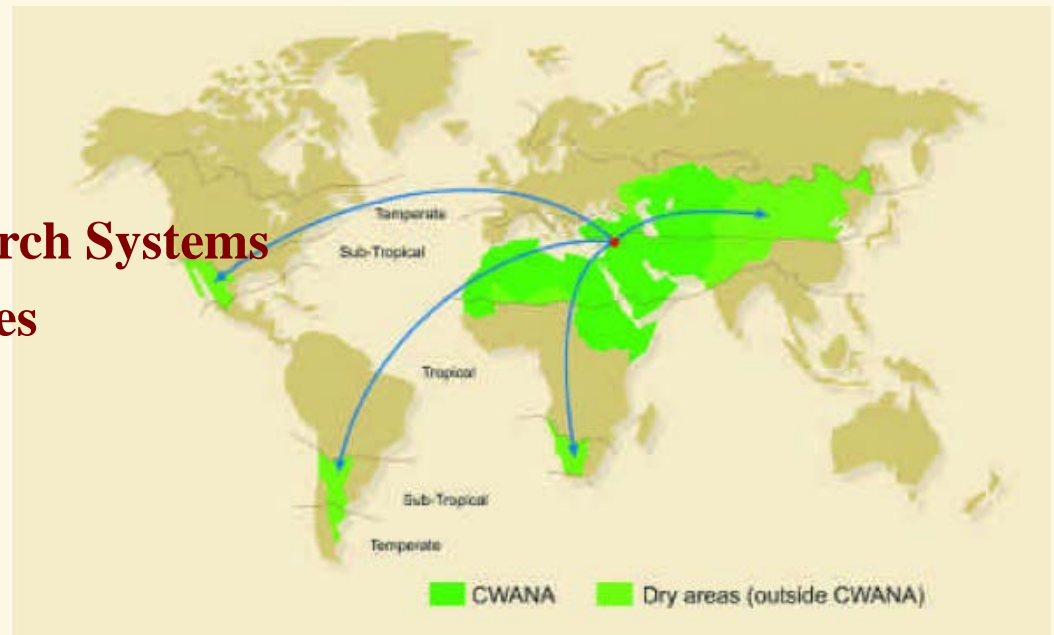 Temperate
Sub-Tropical
rch Systems
es
Tropical
Sub-Tropical
Temperate
CWANA
Dry areas (outside CWANA)